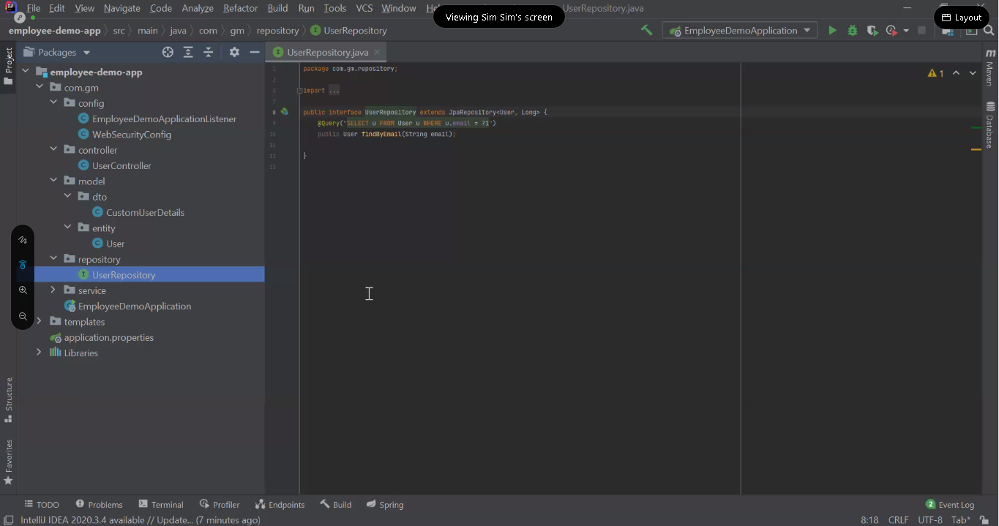 File Edit View Navigate Code Analyze Refactor Build Run Tools VCS Window UserRepository.java
Viewing Sim Sim's screen
Layout
employee-demo-app src main java com gm repository UserRepository
EmployeeDemoApplication
Project
Packages
UserRepository.java
Maven
Database
employee-demo-app
com.gm
config
EmployeeDemoApplicationListener
WebSecurityConfig
controller
UserController
model
dto
CustomUserDetails
entity
User
repository
UserRepository
service
EmployeeDemoApplication
templates
application.properties
Libraries
1 package com.gm.repository;
2
3 import ...
7
8 public interface UserRepository extends JpaRepository<User, Long> {
9 @Query("SELECT u FROM User u WHERE u.email = ?1")
10 public User findByEmail(String email);
11
12 }
13
1
Structure
Favorites
TODO Problems Terminal Profiler Endpoints Build Spring
2 Event Log
IntelliJ IDEA 2020.3.4 available // Update... (7 minutes ago)
8:18 CRLF UTF-8 Tab*